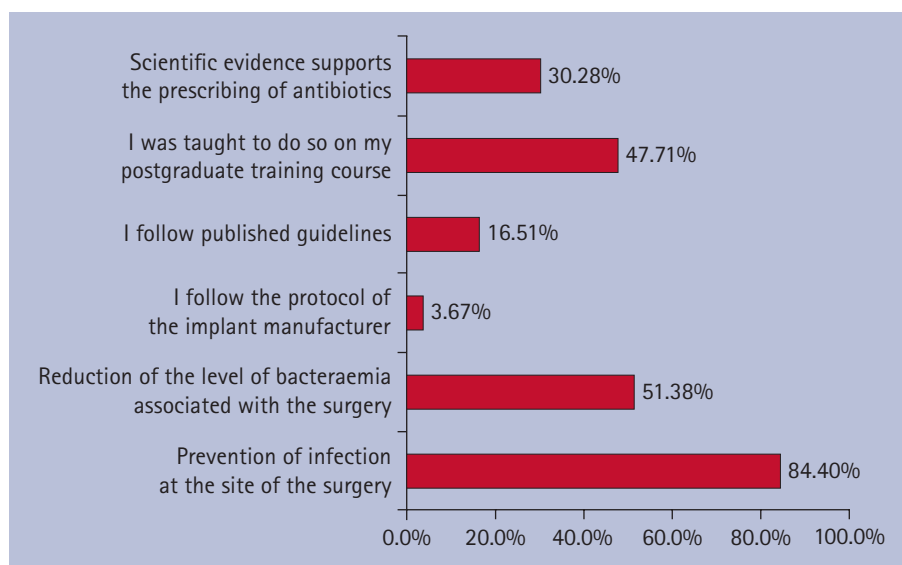 Scientific evidence supports
the prescribing of antibiotics
30.28%
I was taught to do so on my
postgraduate training course
47.71%
I follow published guidelines
16.51%
I follow the protocol of
the implant manufacturer
3.67%
Reduction of the level of bacteraemia
associated with the surgery
51.38%
Prevention of infection
at the site of the surgery
84.40%
0.0% 20.0% 40.0% 60.0% 80.0% 100.0%